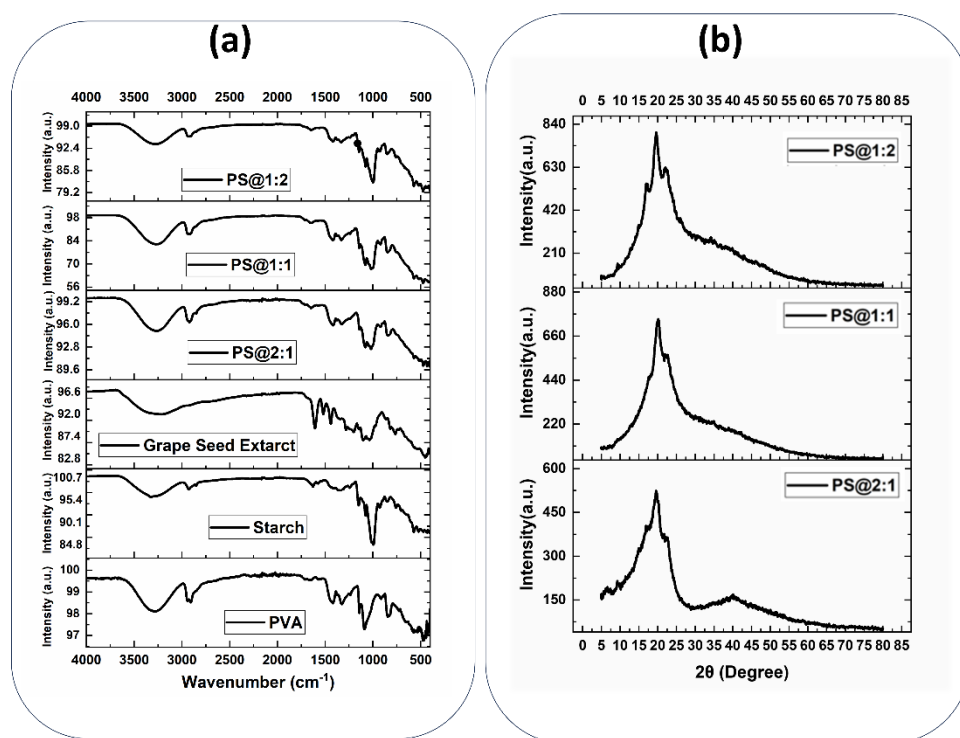 (a)
4000 3500 3000 2500 2000 1500 1000 500
Intensity (a.u.)
99.0
92.4
85.8
79.2
PS@1:2
Intensity (a.u.)
98
84
70
56
PS@1:1
Intensity (a.u.)
99.2
96.0
92.8
89.6
PS@2:1
Intensity (a.u.)
96.6
92.0
87.4
82.8
Grape Seed Extarct
Intensity (a.u.)
100.7
95.4
90.1
84.8
Starch
Intensity (a.u.)
100
99
98
97
PVA
4000 3500 3000 2500 2000 1500 1000 500
Wavenumber (cm⁻¹)
(b)
0 5 10 15 20 25 30 35 40 45 50 55 60 65 70 75 80 85
Intensity(a.u.)
840
630
420
210
PS@1:2
Intensity(a.u.)
880
660
440
220
PS@1:1
Intensity(a.u.)
600
450
300
150
PS@2:1
0 5 10 15 20 25 30 35 40 45 50 55 60 65 70 75 80 85
2θ (Degree)